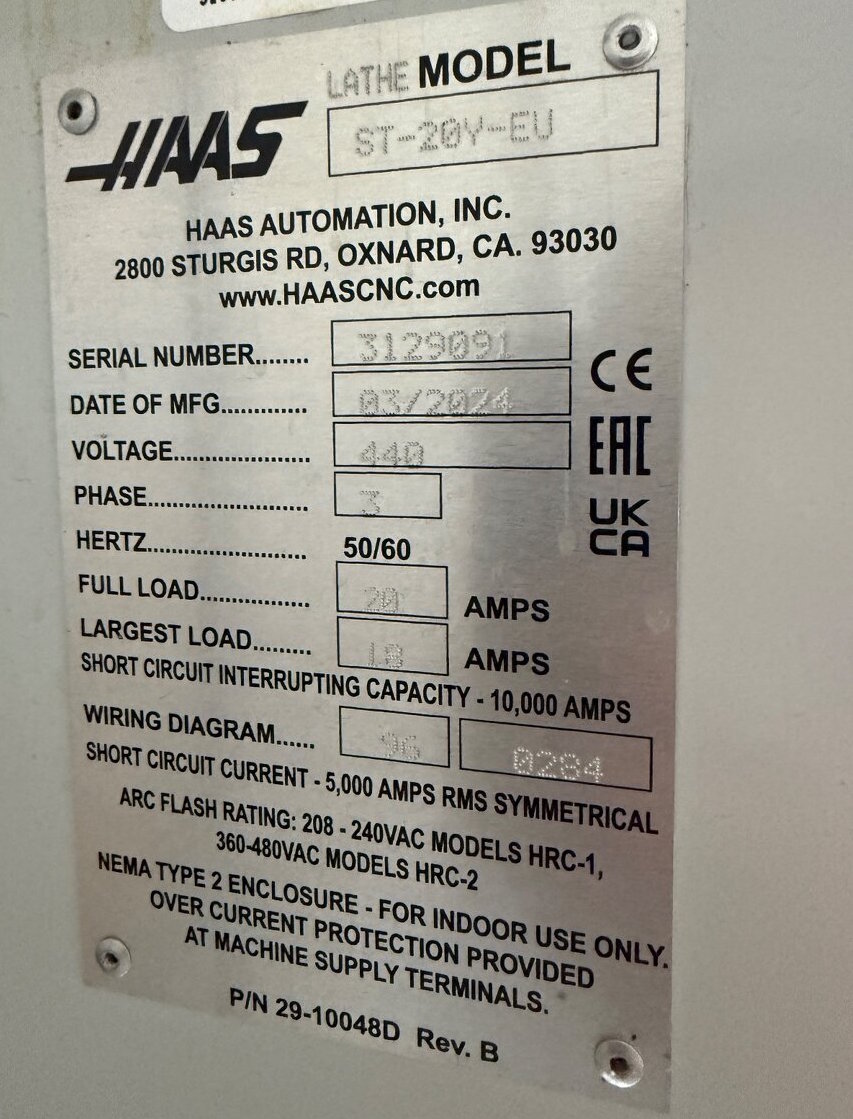 LATHE MODEL
HAAS
ST-20Y-EU
HAAS AUTOMATION, INC.
2800 STURGIS RD, OXNARD, CA. 93030
www.HAASCNC.com
SERIAL NUMBER........ 3129091
DATE OF MFG............. 03/2024
VOLTAGE...................... 440
PHASE.......................... 3
HERTZ.......................... 50/60
FULL LOAD.................. 20 AMPS
LARGEST LOAD.......... 18 AMPS
SHORT CIRCUIT INTERRUPTING CAPACITY - 10,000 AMPS
WIRING DIAGRAM...... 96 0284
SHORT CIRCUIT CURRENT - 5,000 AMPS RMS SYMMETRICAL
ARC FLASH RATING: 208 - 240VAC MODELS HRC-1,
360-480VAC MODELS HRC-2
NEMA TYPE 2 ENCLOSURE - FOR INDOOR USE ONLY.
OVER CURRENT PROTECTION PROVIDED
AT MACHINE SUPPLY TERMINALS.
P/N 29-10048D Rev. B
CE
EAC
UK
CA